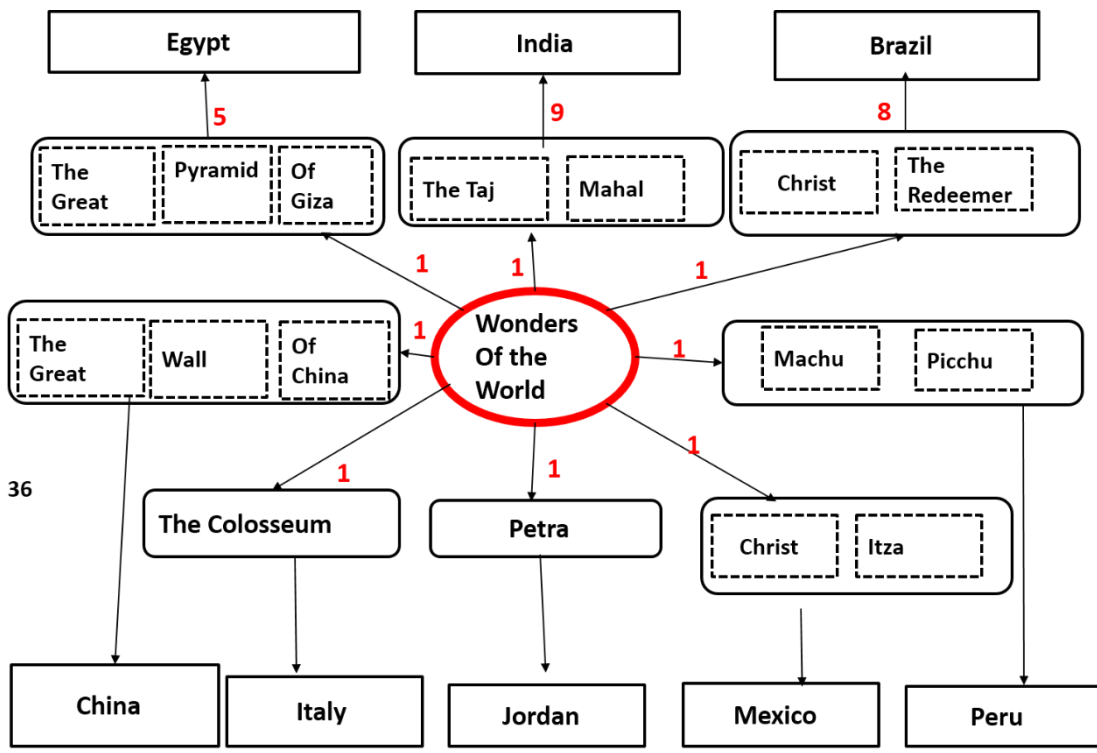 Egypt
India
Brazil
5
9
8
The
Great
Pyramid
Of
Giza
The Taj
Mahal
Christ
The
Redeemer
1
1
1
The
Great
Wall
Of
China
1
Wonders
Of the
World
1
Machu
Picchu
36
1
1
1
The Colosseum
Petra
Christ
Itza
China
Italy
Jordan
Mexico
Peru